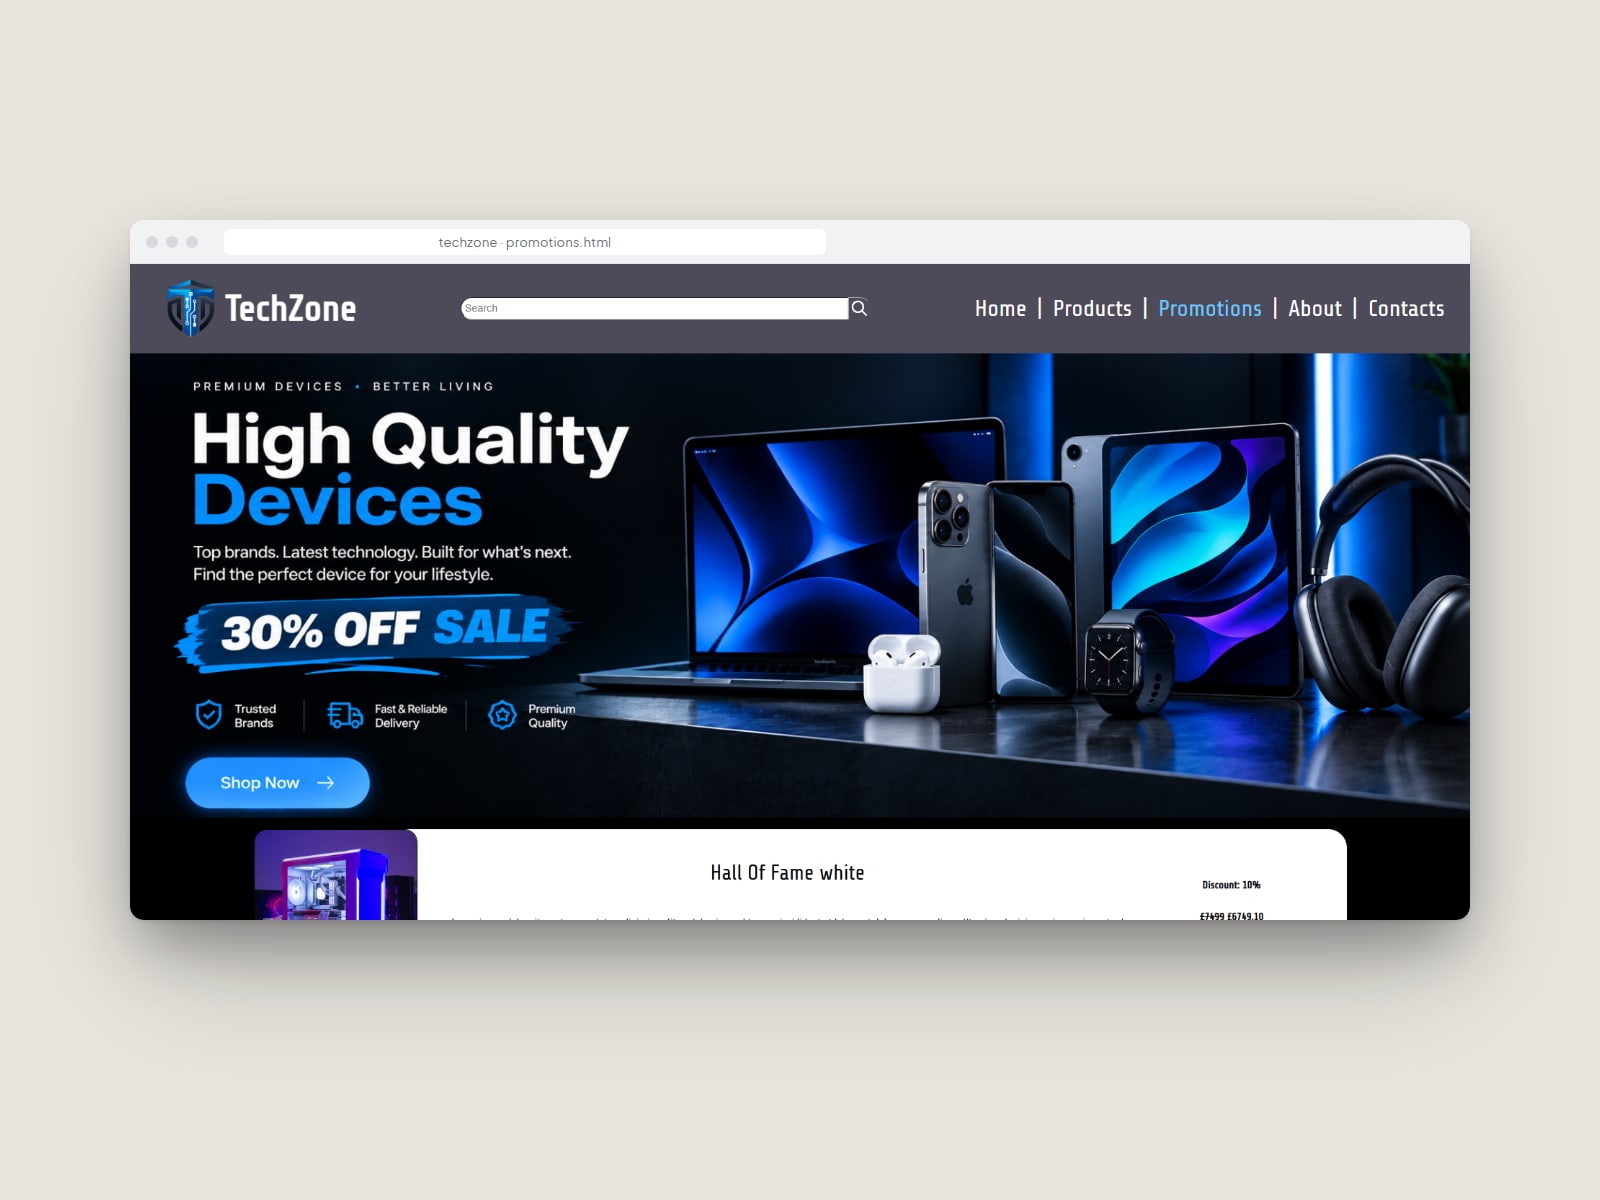 techzone · promotions.html
TechZone
Search
Home | Products | Promotions | About | Contacts
PREMIUM DEVICES • BETTER LIVING
High Quality
Devices
Top brands. Latest technology. Built for what's next.
Find the perfect device for your lifestyle.
30% OFF SALE
Trusted
Brands
Fast & Reliable
Delivery
Premium
Quality
Shop Now →
Hall Of Fame white
Discount: 10%
£7499 £6749.10